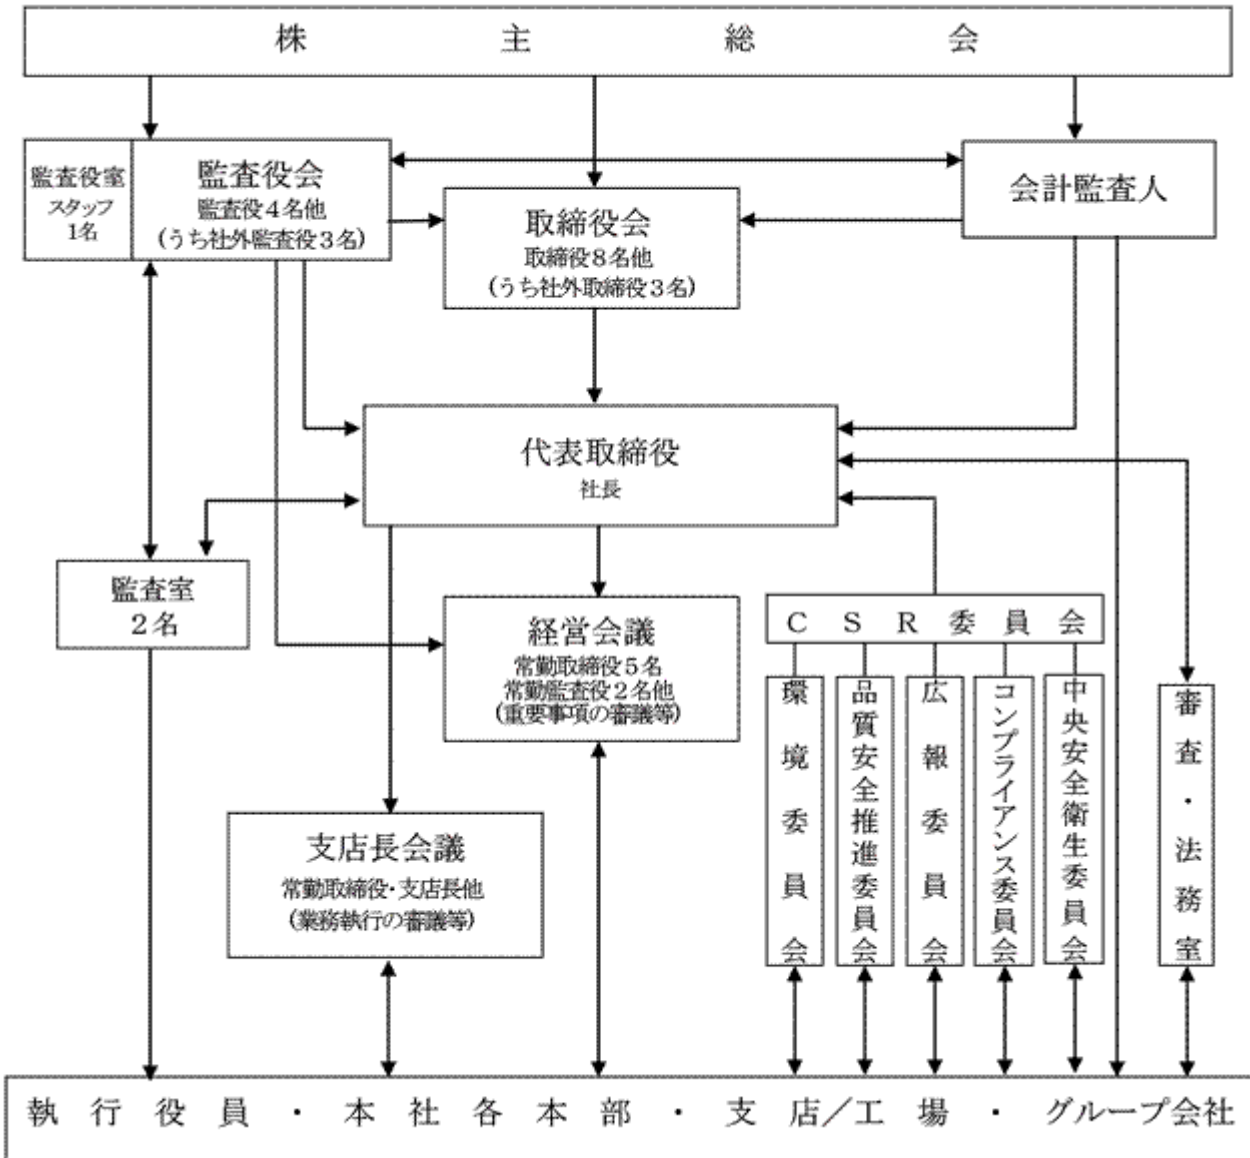 株主総会
監査役室
スタッフ
1名
監査役会
監査役4名他
(うち社外監査役3名)
取締役会
取締役8名他
(うち社外取締役3名)
会計監査人
代表取締役
社長
監査室
2名
経営会議
常勤取締役5名
常勤監査役2名他
(重要事項の審議等)
支店長会議
常勤取締役・支店長他
(業務執行の審議等)
CSR委員会
環境委員会
品質安全推進委員会
広報委員会
コンプライアンス委員会
中央安全衛生委員会
審査・法務室
執行役員・本社各本部・支店/工場・グループ会社